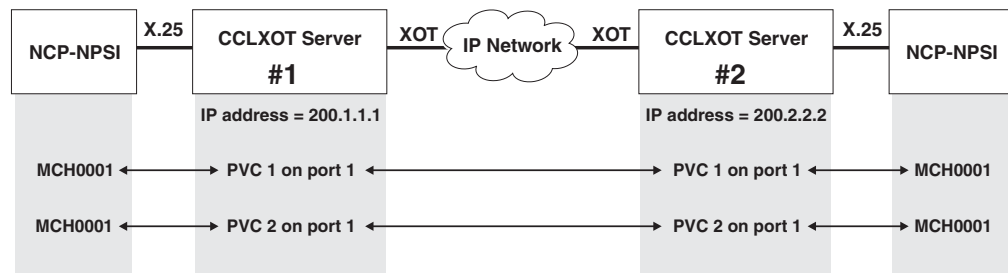 NCP-NPSI
X.25
CCLXOT Server
#1
XOT
IP Network
XOT
CCLXOT Server
#2
X.25
NCP-NPSI
IP address = 200.1.1.1
IP address = 200.2.2.2
MCH0001 PVC 1 on port 1 PVC 1 on port 1 MCH0001
MCH0001 PVC 2 on port 1 PVC 2 on port 1 MCH0001